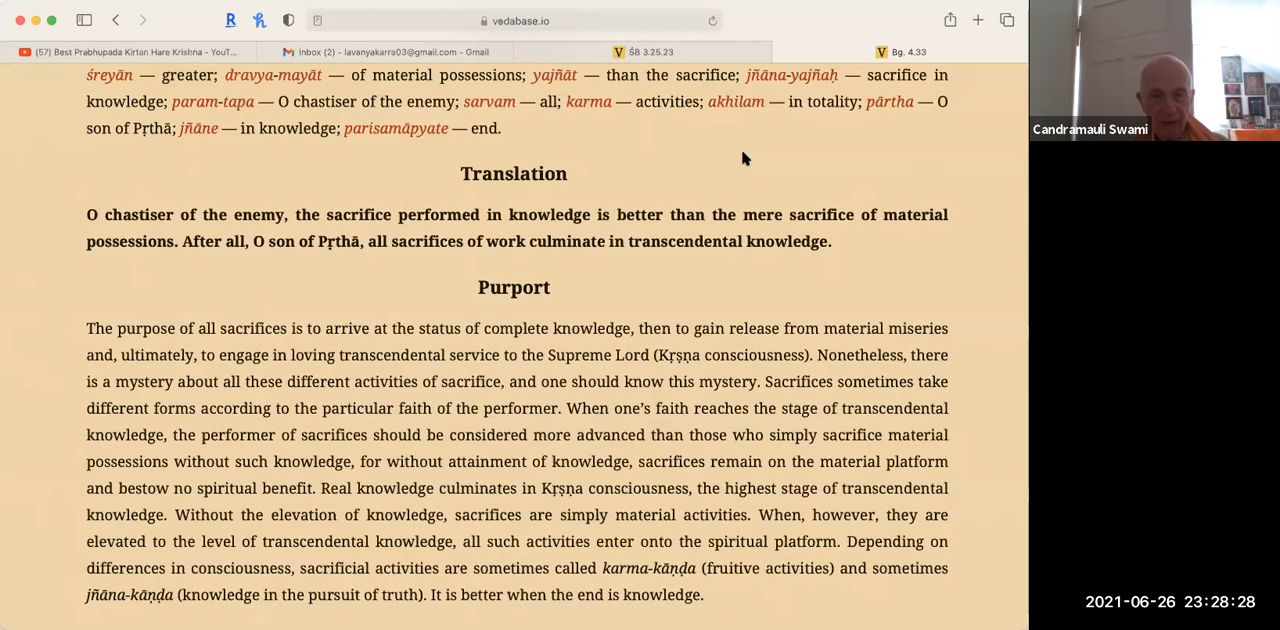 vedabase.io
(57) Best Prabhupada Kirtan Hare Krishna - YouT...
Inbox (2) - lavanyakarra03@gmail.com - Gmail
ŚB 3.25.23
Bg. 4.33
śreyān — greater; dravya-mayāt — of material possessions; yajñāt — than the sacrifice; jñāna-yajñaḥ — sacrifice in
knowledge; param-tapa — O chastiser of the enemy; sarvam — all; karma — activities; akhilam — in totality; pārtha — O
son of Pṛthā; jñāne — in knowledge; parisamāpyate — end.
Translation
O chastiser of the enemy, the sacrifice performed in knowledge is better than the mere sacrifice of material
possessions. After all, O son of Pṛthā, all sacrifices of work culminate in transcendental knowledge.
Purport
The purpose of all sacrifices is to arrive at the status of complete knowledge, then to gain release from material miseries
and, ultimately, to engage in loving transcendental service to the Supreme Lord (Kṛṣṇa consciousness). Nonetheless, there
is a mystery about all these different activities of sacrifice, and one should know this mystery. Sacrifices sometimes take
different forms according to the particular faith of the performer. When one’s faith reaches the stage of transcendental
knowledge, the performer of sacrifices should be considered more advanced than those who simply sacrifice material
possessions without such knowledge, for without attainment of knowledge, sacrifices remain on the material platform
and bestow no spiritual benefit. Real knowledge culminates in Kṛṣṇa consciousness, the highest stage of transcendental
knowledge. Without the elevation of knowledge, sacrifices are simply material activities. When, however, they are
elevated to the level of transcendental knowledge, all such activities enter onto the spiritual platform. Depending on
differences in consciousness, sacrificial activities are sometimes called karma-kāṇḍa (fruitive activities) and sometimes
jñāna-kāṇḍa (knowledge in the pursuit of truth). It is better when the end is knowledge.
Candramauli Swami
2021-06-26 23:28:28